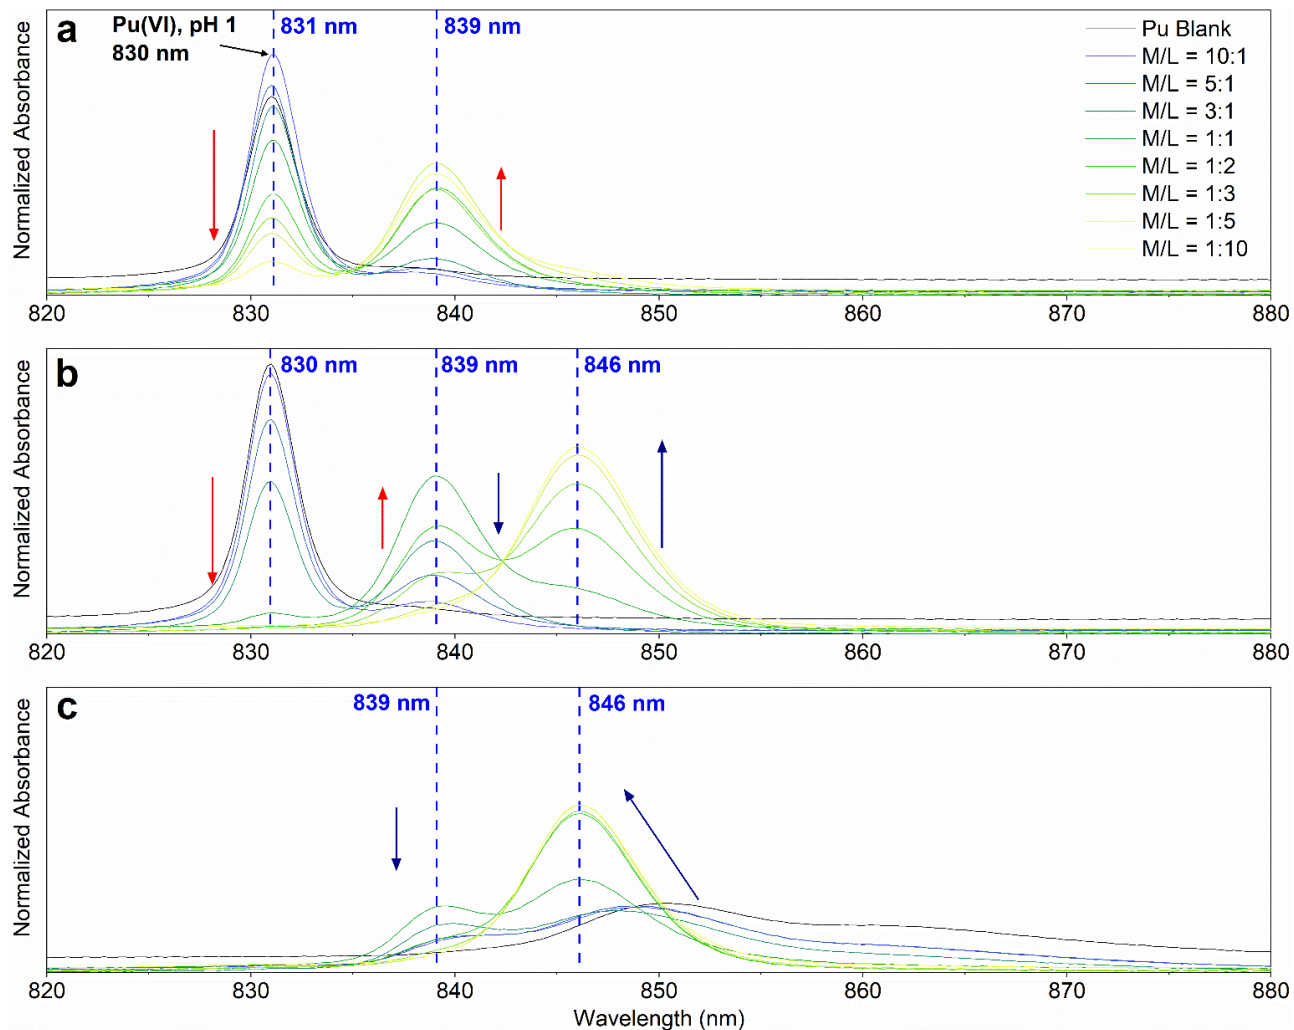 a
Pu(VI), pH 1
830 nm
831 nm
839 nm
Pu Blank
M/L = 10:1
M/L = 5:1
M/L = 3:1
M/L = 1:1
M/L = 1:2
M/L = 1:3
M/L = 1:5
M/L = 1:10
Normalized Absorbance
820 830 840 850 860 870 880
b
830 nm
839 nm
846 nm
Normalized Absorbance
820 830 840 850 860 870 880
c
839 nm
846 nm
Normalized Absorbance
820 830 840 850 860 870 880
Wavelength (nm)